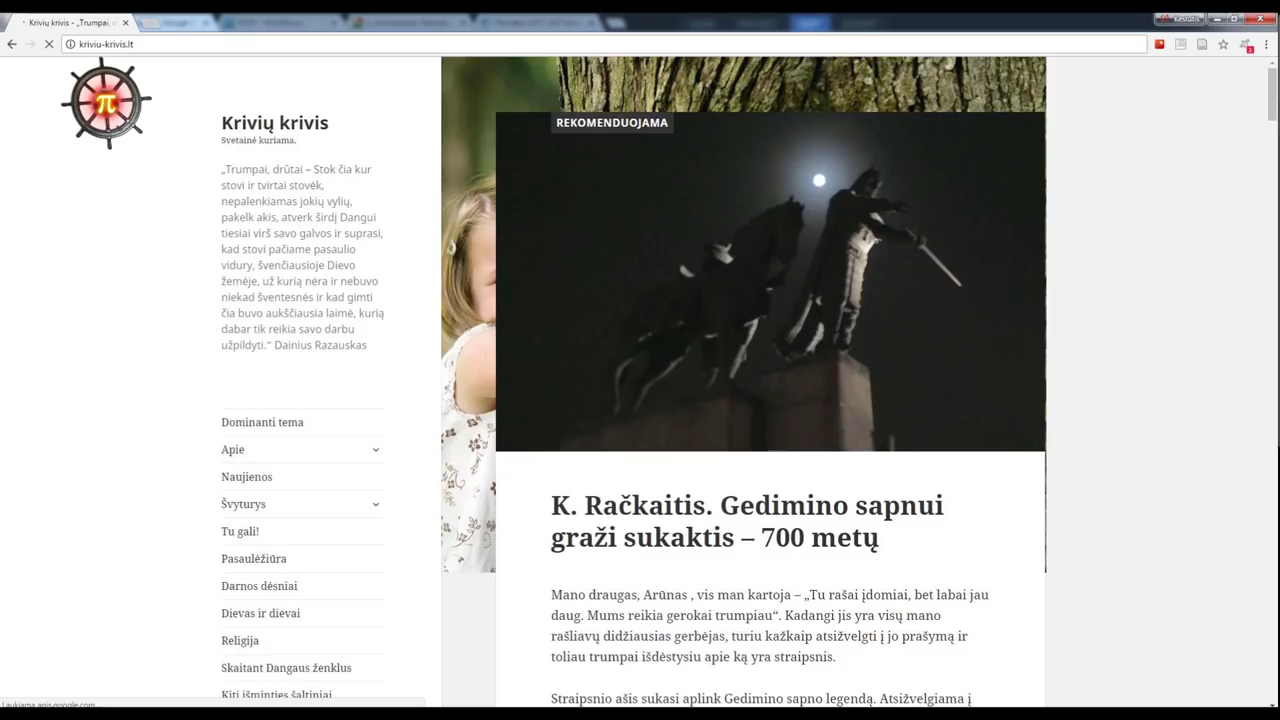 Krivių krivis - „Trumpai, d
Kęstutis
kriviu-krivis.lt
π
Krivių krivis
Svetainė kuriama.
„Trumpai, drūtai – Stok čia kur
stovi ir tvirtai stovėk,
nepalenkiamas jokių vylių,
pakelk akis, atverk širdį Dangui
tiesiai virš savo galvos ir suprasi,
kad stovi pačiame pasaulio
vidury, švenčiausioje Dievo
žemėje, už kurią nėra ir nebuvo
niekad šventesnės ir kad gimti
čia buvo aukščiausia laimė, kurią
dabar tik reikia savo darbu
užpildyti.“ Dainius Razauskas
Dominanti tema
Apie
Naujienos
Švyturys
Tu gali!
Pasaulėžiūra
Darnos dėsniai
Dievas ir dievai
Religija
Skaitant Dangaus ženklus
Kiti išminties šaltiniai
Laukiama apis.google.com...
REKOMENDUOJAMA
K. Račkaitis. Gedimino sapnui
graži sukaktis – 700 metų
Mano draugas, Arūnas , vis man kartoja – „Tu rašai įdomiai, bet labai jau
daug. Mums reikia gerokai trumpiau“. Kadangi jis yra visų mano
rašliavų didžiausias gerbėjas, turiu kažkaip atsižvelgti į jo prašymą ir
toliau trumpai išdėstysiu apie ką yra straipsnis.
Straipsnio ašis sukasi aplink Gedimino sapno legendą. Atsižvelgiama į